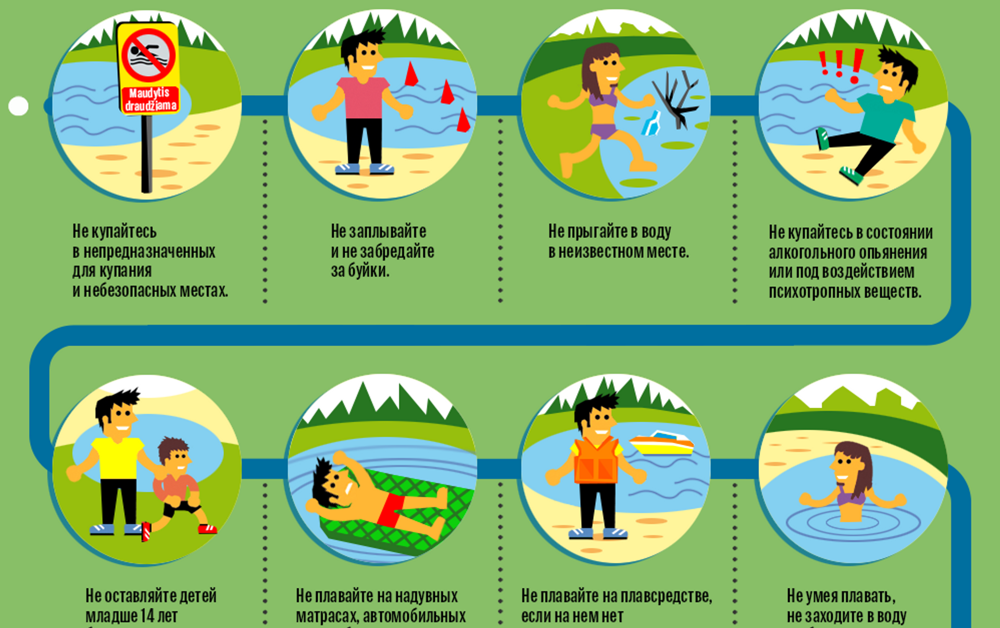 Maudytis
draudžiama
Не купайтесь
в непредназначенных
для купания
и небезопасных местах.
Не заплывайте
и не забредайте
за буйки.
Не прыгайте в воду
в неизвестном месте.
Не купайтесь в состоянии
алкогольного опьянения
или под воздействием
психотропных веществ.
Не оставляйте детей
младше 14 лет
Не плавайте на надувных
матрасах, автомобильных
Не плавайте на плавсредстве,
если на нем нет
Не умея плавать,
не заходите в воду